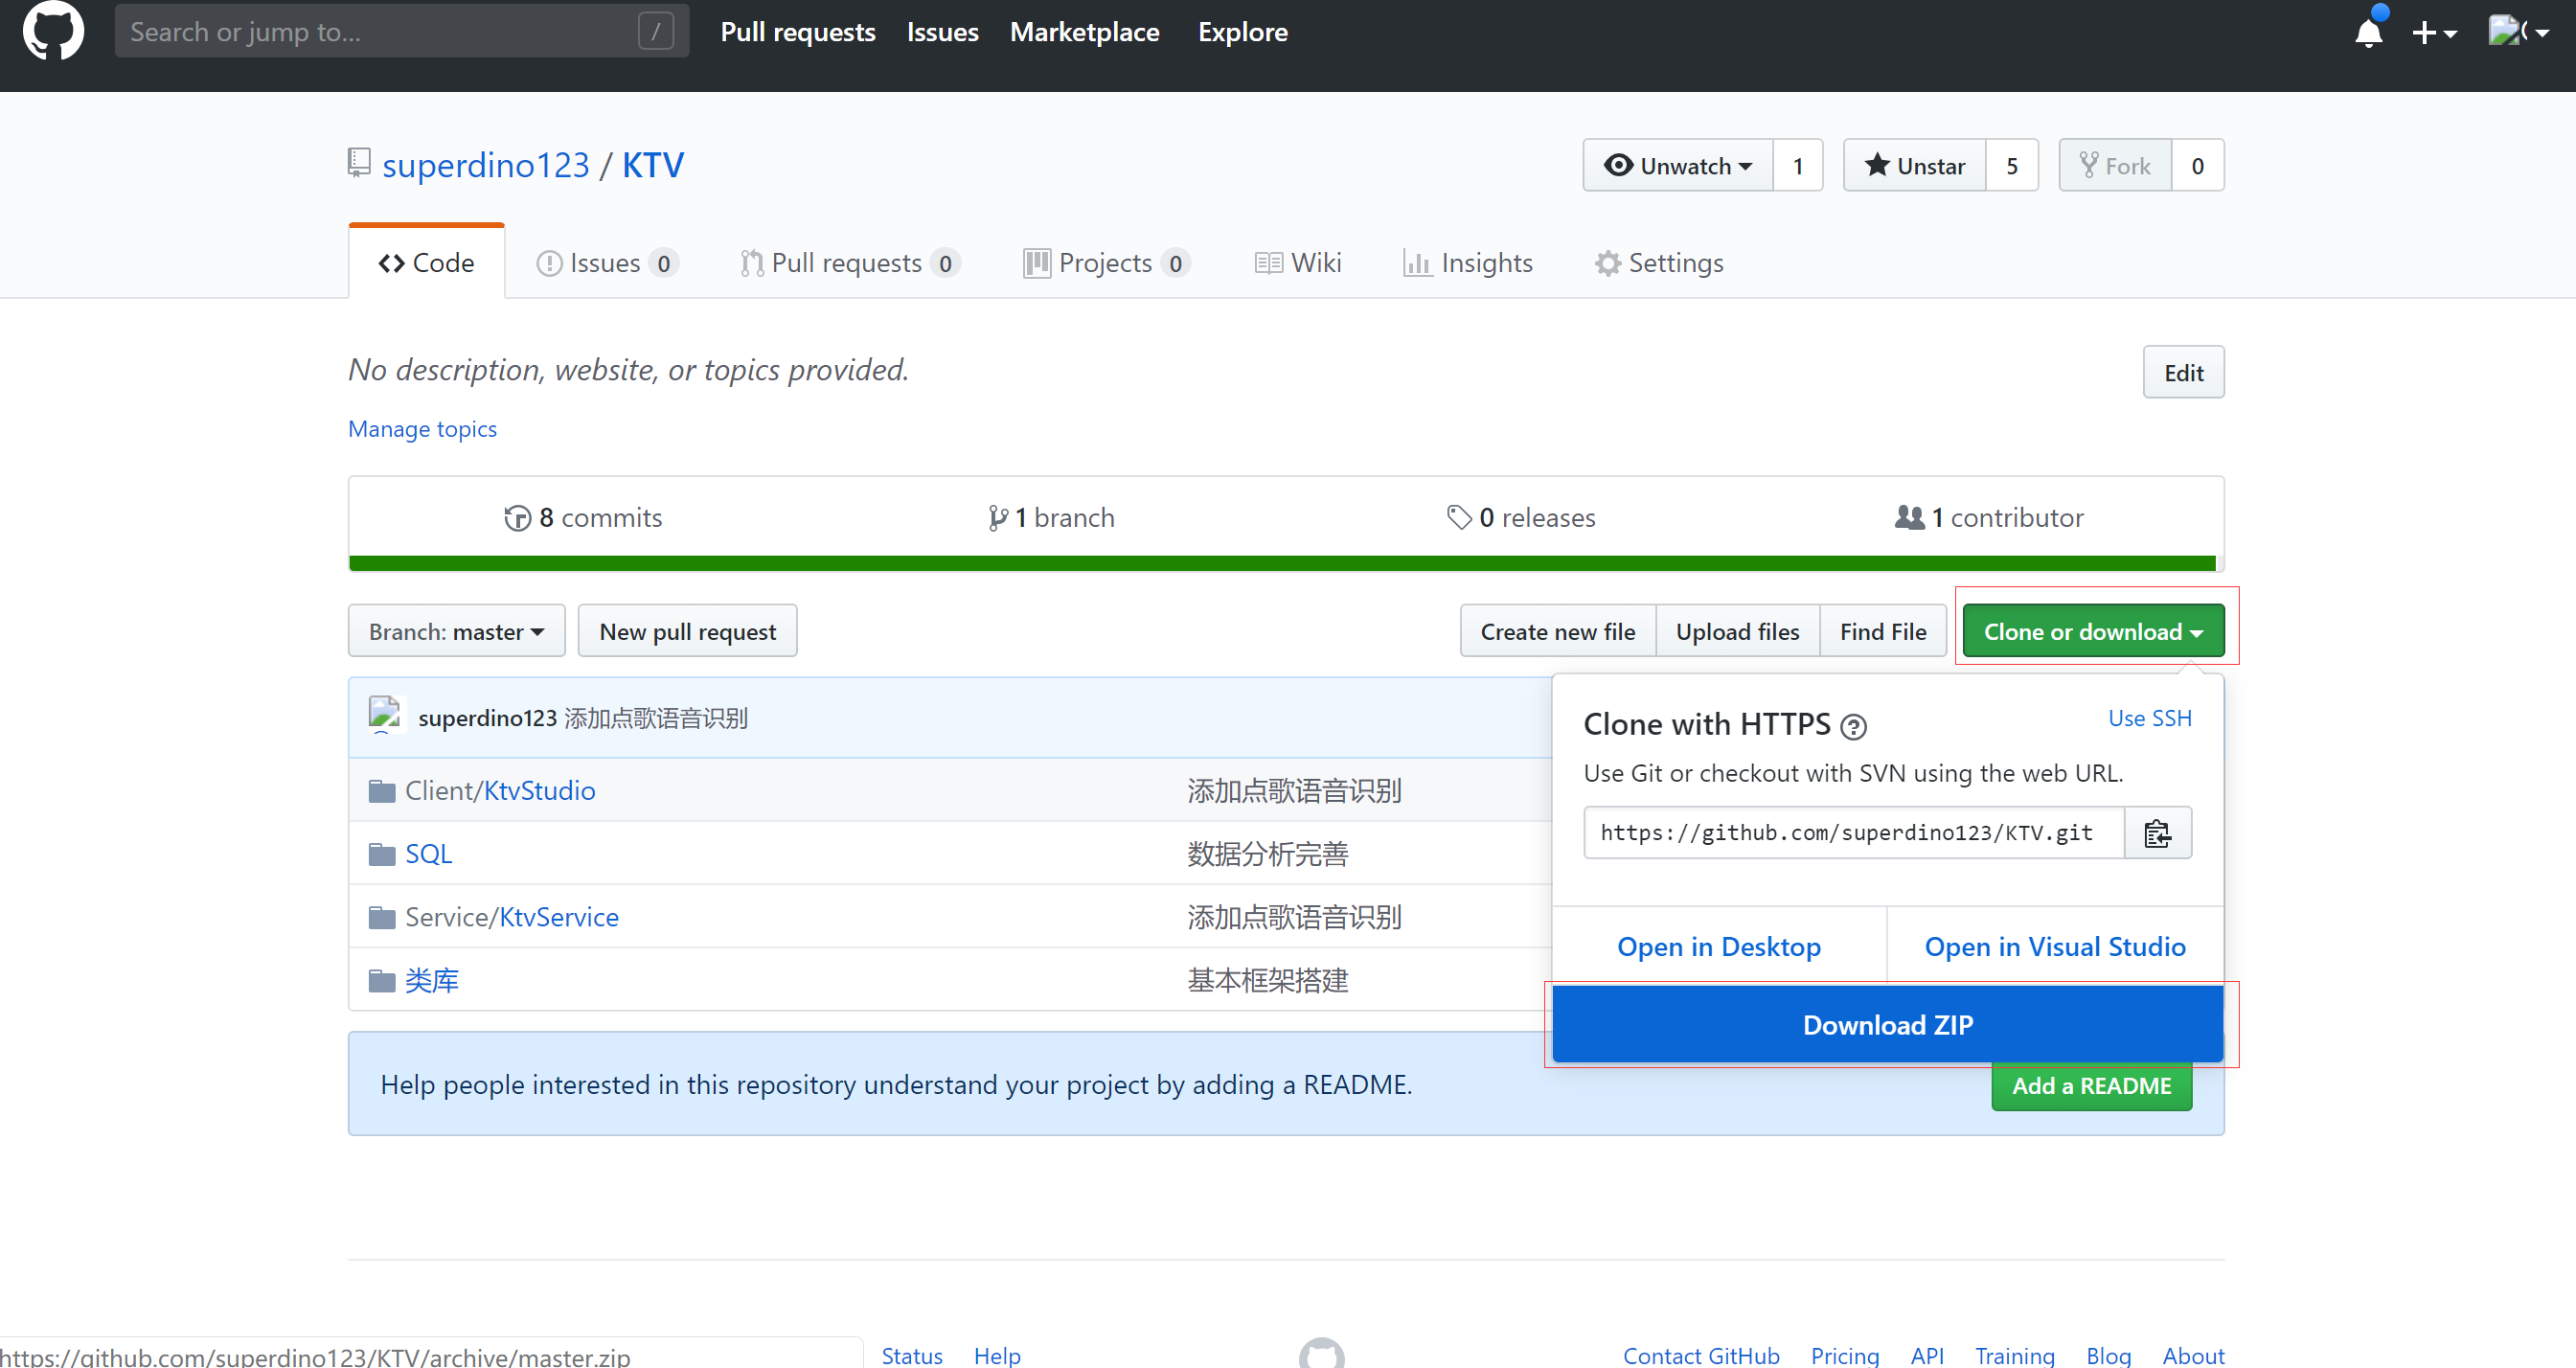 Search or jump to... /
Pull requests Issues Marketplace Explore
superdino123 / KTV
Unwatch 1 Unstar 5 Fork 0
Code Issues 0 Pull requests 0 Projects 0 Wiki Insights Settings
No description, website, or topics provided.
Edit
Manage topics
8 commits 1 branch 0 releases 1 contributor
Branch: master New pull request Create new file Upload files Find File Clone or download
superdino123 添加点歌语音识别
Client/KtvStudio 添加点歌语音识别
SQL 数据分析完善
Service/KtvService 添加点歌语音识别
类库 基本框架搭建
Clone with HTTPS ?
Use SSH
Use Git or checkout with SVN using the web URL.
https://github.com/superdino123/KTV.git
Open in Desktop Open in Visual Studio
Download ZIP
Help people interested in this repository understand your project by adding a README.
Add a README
https://github.com/superdino123/KTV/archive/master.zip
Status Help Contact GitHub Pricing API Training Blog About